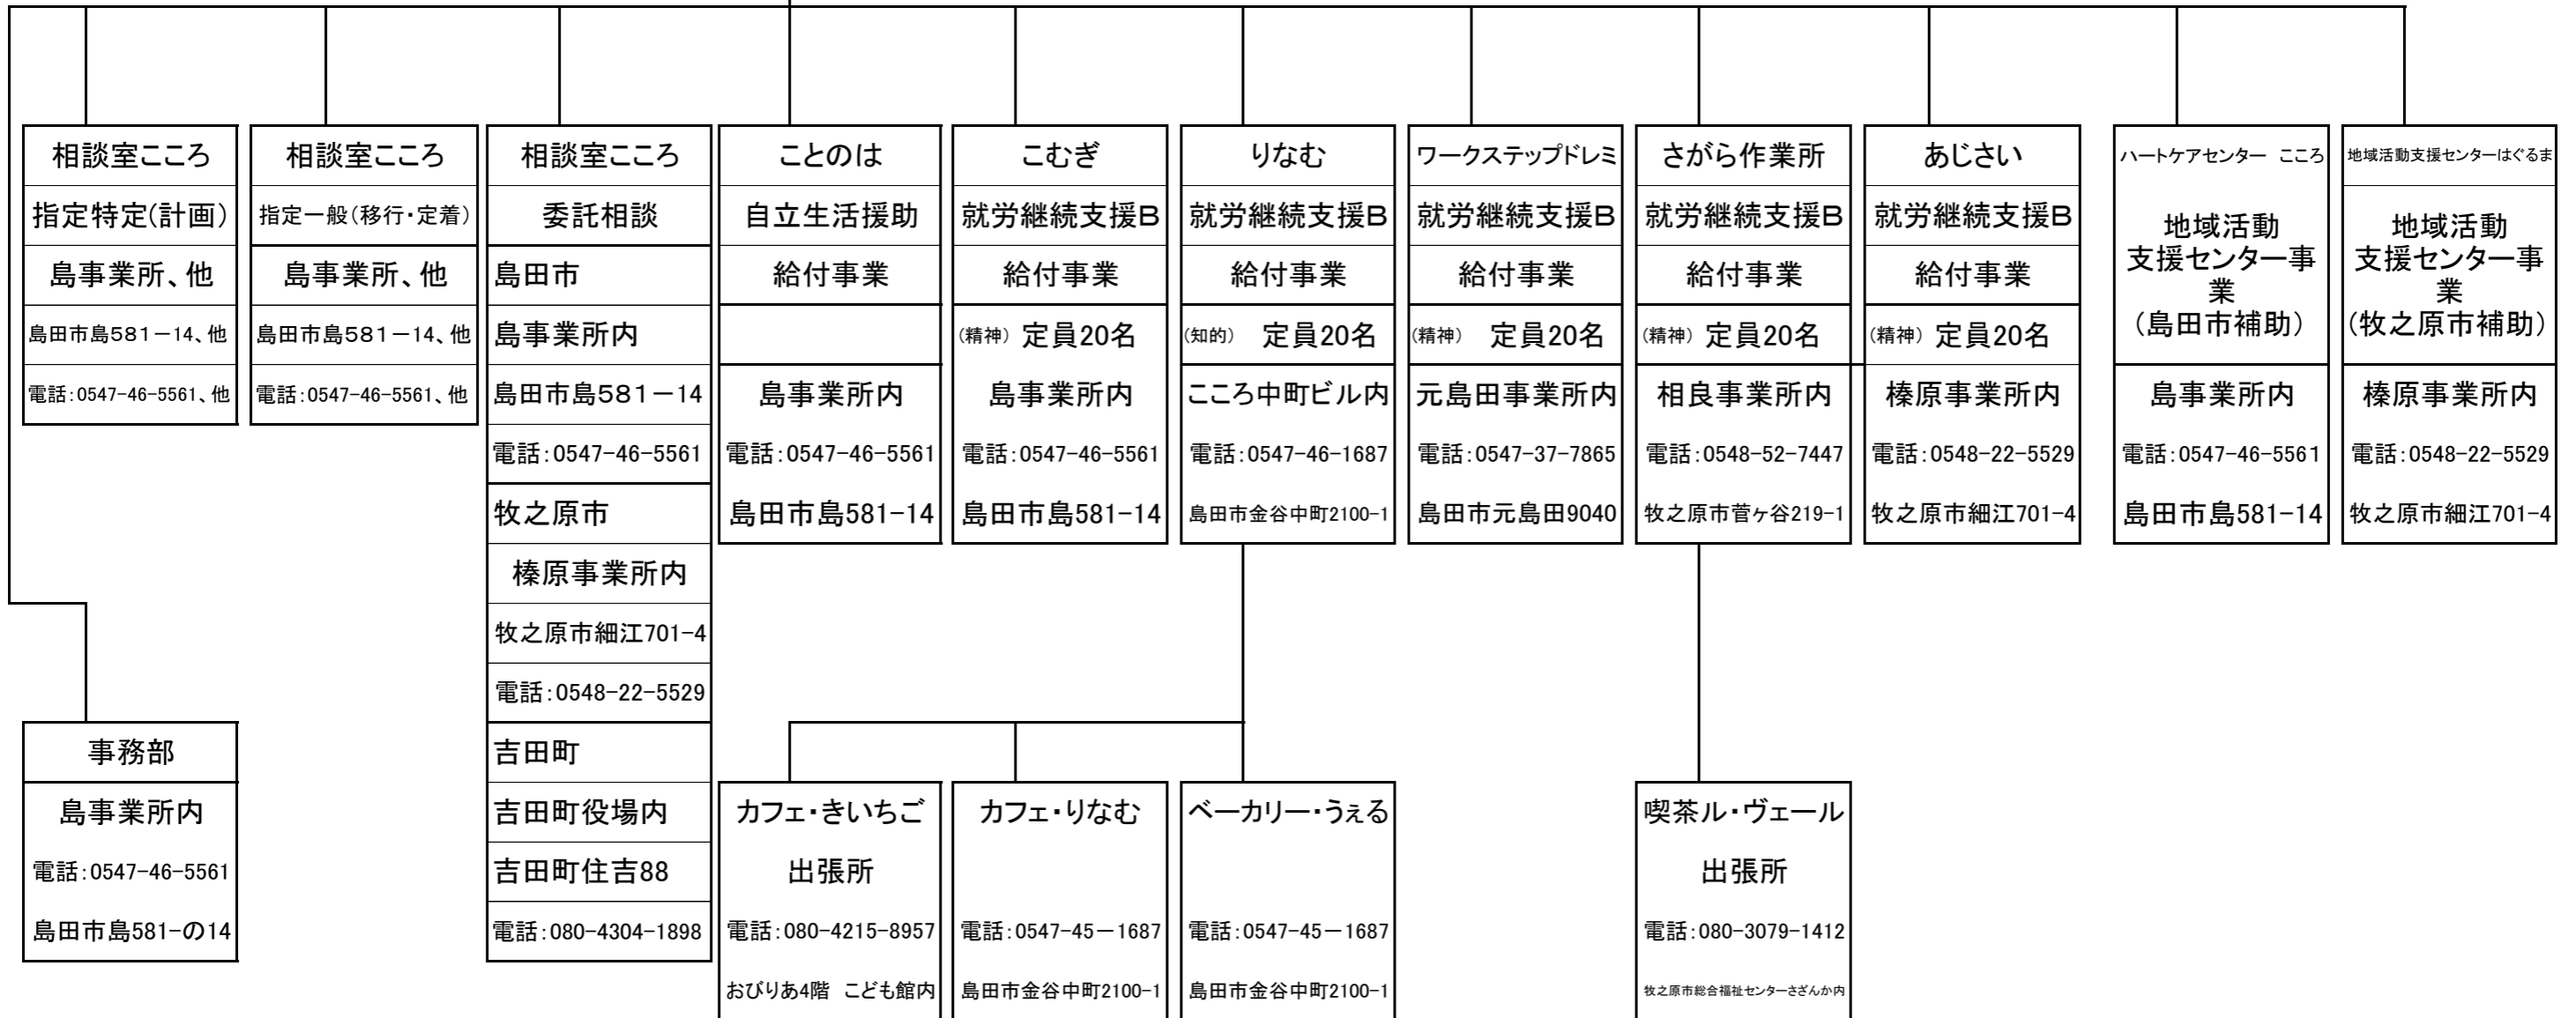 相談室こころ
指定特定(計画)
島事業所、他
島田市島581－14、他
電話:0547-46-5561、他
相談室こころ
指定一般(移行・定着)
島事業所、他
島田市島581－14、他
電話:0547-46-5561、他
相談室こころ
委託相談
島田市
島事業所内
島田市島581－14
電話:0547-46-5561
牧之原市
榛原事業所内
牧之原市細江701-4
電話:0548-22-5529
吉田町
吉田町役場内
吉田町住吉88
電話:080-4304-1898
ことのは
自立生活援助
給付事業
島事業所内
電話:0547-46-5561
島田市島581-14
こむぎ
就労継続支援B
給付事業
(精神) 定員20名
島事業所内
電話:0547-46-5561
島田市島581-14
りなむ
就労継続支援B
給付事業
(知的) 定員20名
こころ中町ビル内
電話:0547-46-1687
島田市金谷中町2100-1
ワークステップドレミ
就労継続支援B
給付事業
(精神) 定員20名
元島田事業所内
電話:0547-37-7865
島田市元島田9040
さがら作業所
就労継続支援B
給付事業
(精神) 定員20名
相良事業所内
電話:0548-52-7447
牧之原市菅ヶ谷219-1
あじさい
就労継続支援B
給付事業
(精神) 定員20名
榛原事業所内
電話:0548-22-5529
牧之原市細江701-4
ハートケアセンター こころ
地域活動
支援センター事
業
(島田市補助)
島事業所内
電話:0547-46-5561
島田市島581-14
地域活動支援センターはぐるま
地域活動
支援センター事
業
(牧之原市補助)
榛原事業所内
電話:0548-22-5529
牧之原市細江701-4
事務部
島事業所内
電話:0547-46-5561
島田市島581-の14
カフェ・きいちご
出張所
電話:080-4215-8957
おびりあ4階 こども館内
カフェ・りなむ
電話:0547-45－1687
島田市金谷中町2100-1
ベーカリー・うぇる
電話:0547-45－1687
島田市金谷中町2100-1
喫茶ル・ヴェール
出張所
電話:080-3079-1412
牧之原市総合福祉センターさざんか内